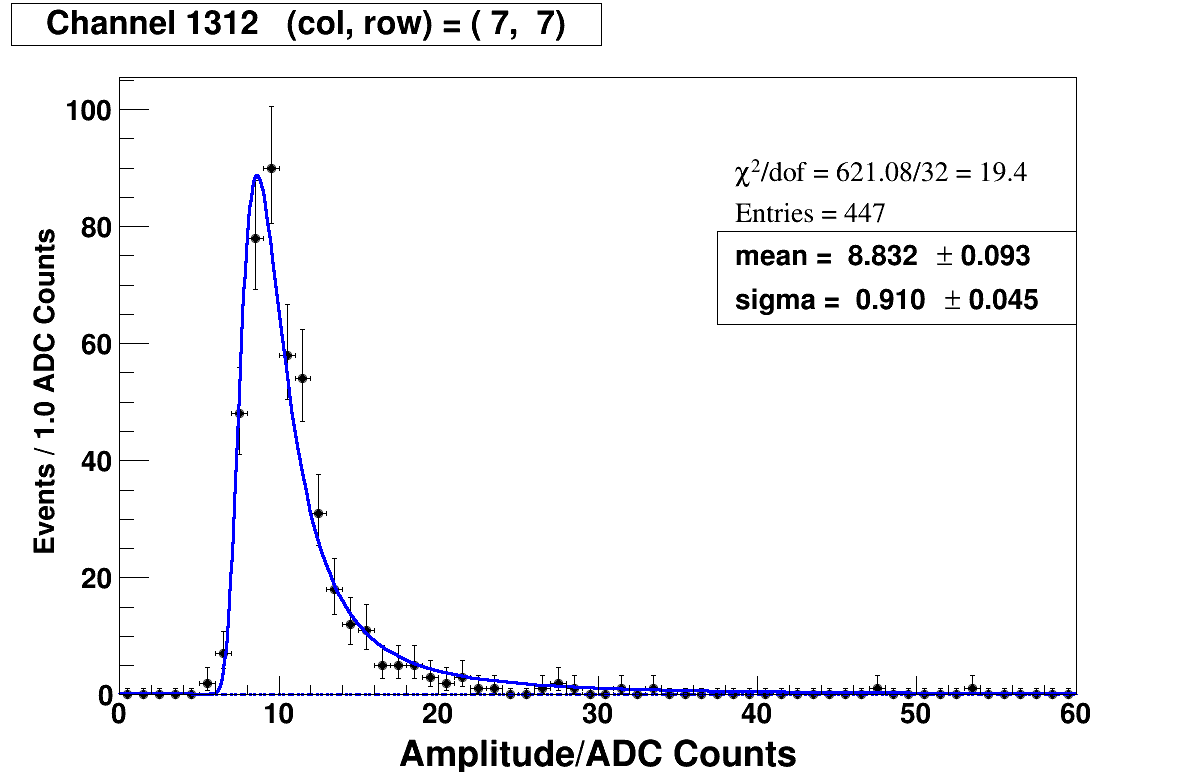 Channel 1312 (col, row) = ( 7, 7)
χ²/dof = 621.08/32 = 19.4
Entries = 447
mean = 8.832 ± 0.093
sigma = 0.910 ± 0.045
Events / 1.0 ADC Counts
100
80
60
40
20
0
0 10 20 30 40 50 60
Amplitude/ADC Counts